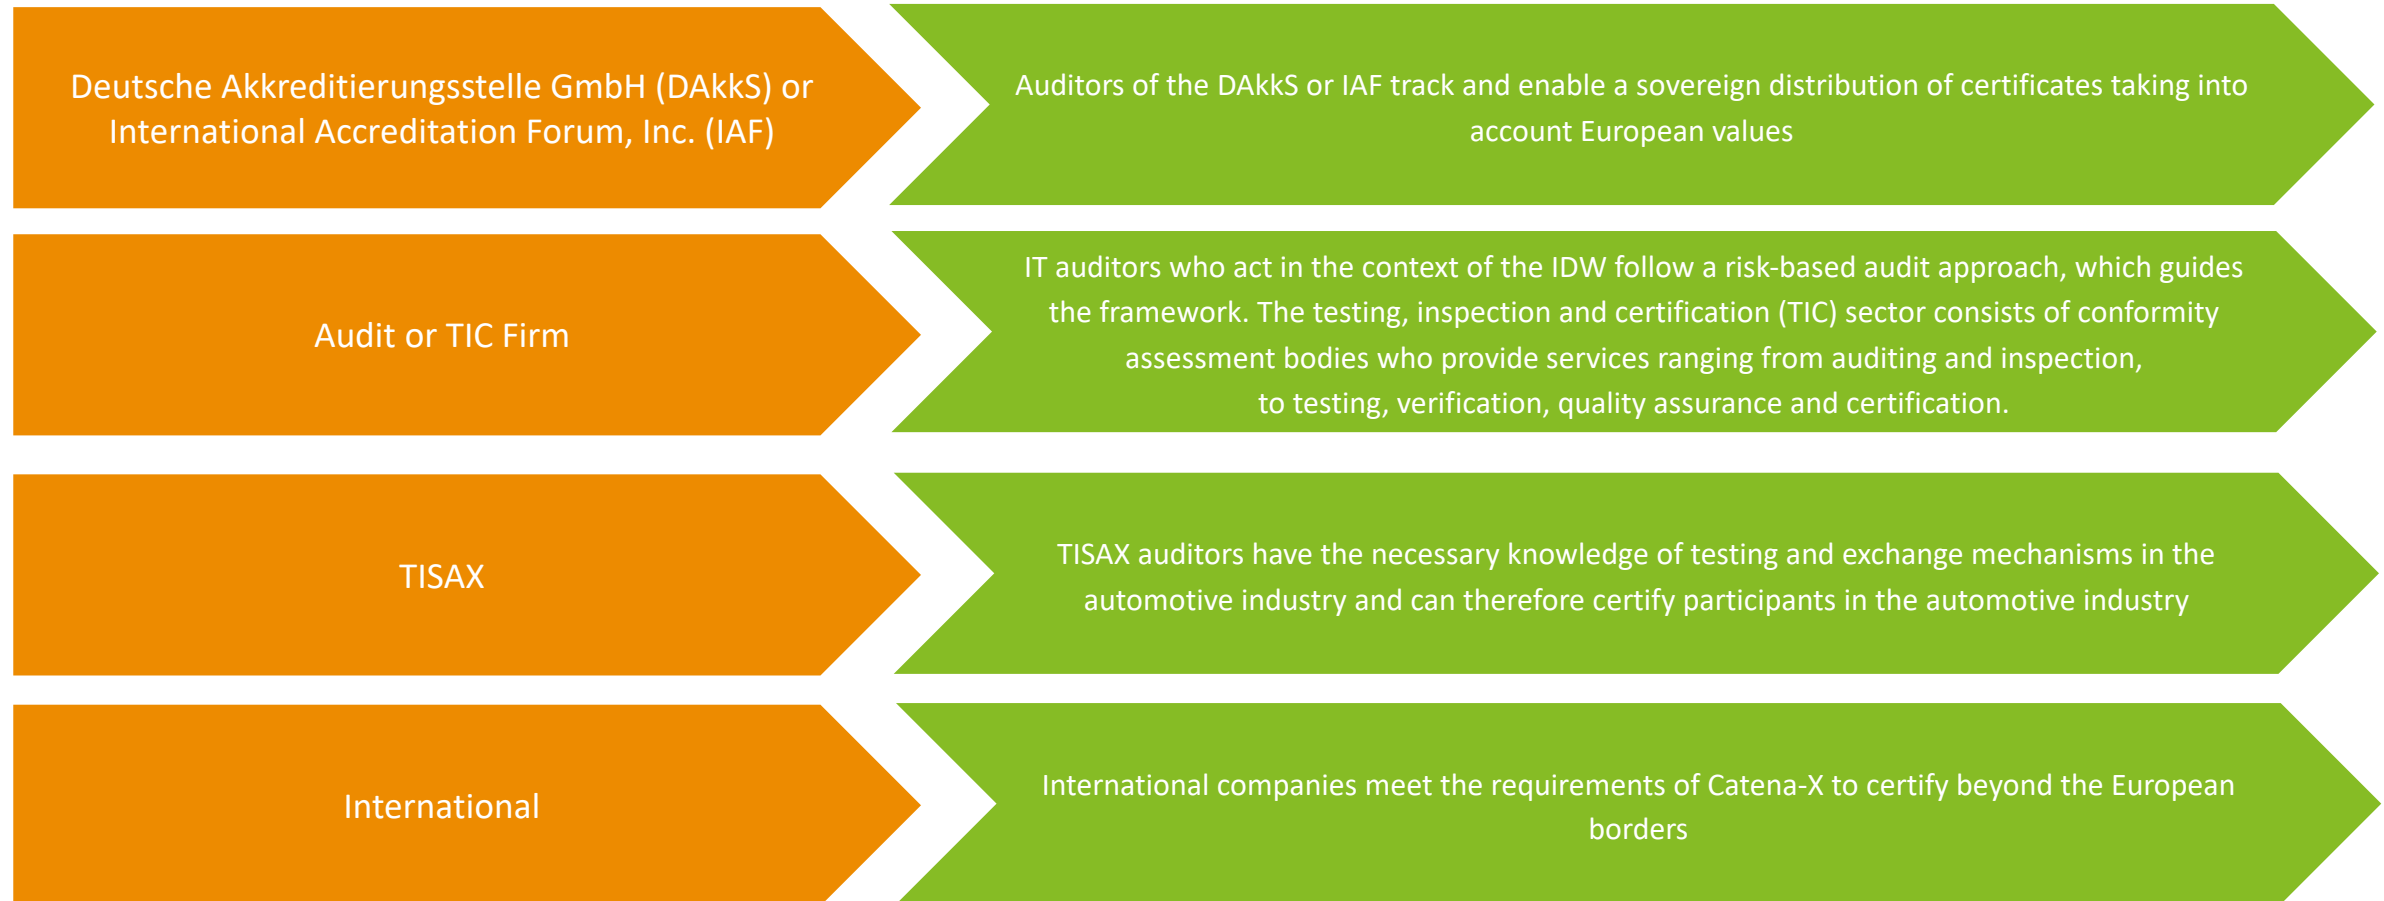 Deutsche Akkreditierungsstelle GmbH (DAkkS) or
International Accreditation Forum, Inc. (IAF)
Auditors of the DAkkS or IAF track and enable a sovereign distribution of certificates taking into
account European values
Audit or TIC Firm
IT auditors who act in the context of the IDW follow a risk-based audit approach, which guides
the framework. The testing, inspection and certification (TIC) sector consists of conformity
assessment bodies who provide services ranging from auditing and inspection,
to testing, verification, quality assurance and certification.
TISAX
TISAX auditors have the necessary knowledge of testing and exchange mechanisms in the
automotive industry and can therefore certify participants in the automotive industry
International
International companies meet the requirements of Catena-X to certify beyond the European
borders